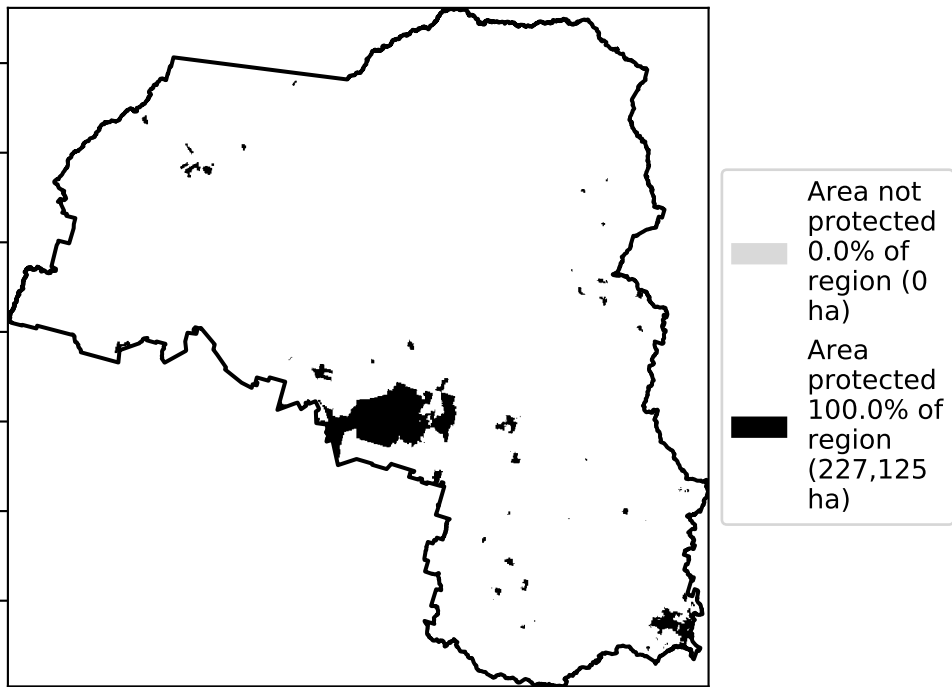 Area not
protected
0.0% of
region (0
ha)
Area
protected
100.0% of
region
(227,125
ha)